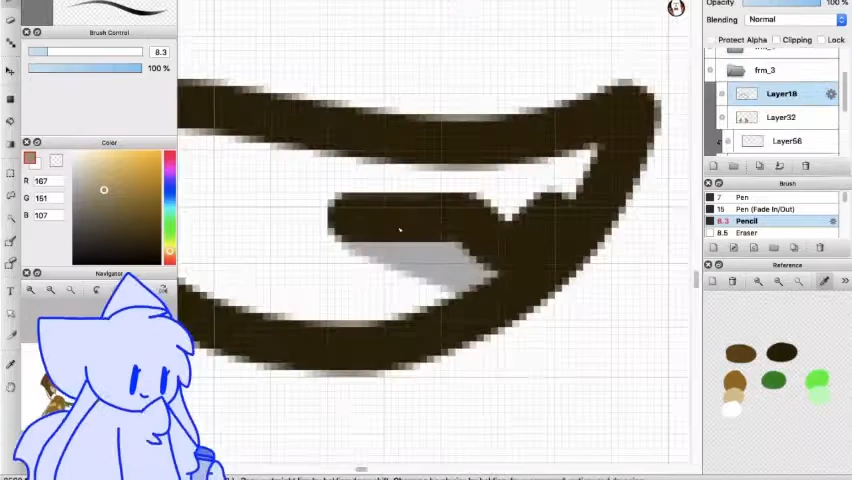 Opacity 100 %
Blending Normal
Protect Alpha Clipping Lock
frm_3
Layer18
Layer32
Layer56
Brush
7 Pen
15 Pen (Fade In/Out)
8.3 Pencil
8.5 Eraser
Reference
Brush Control
8.3
100 %
Color
R 167
G 151
B 107
Navigator